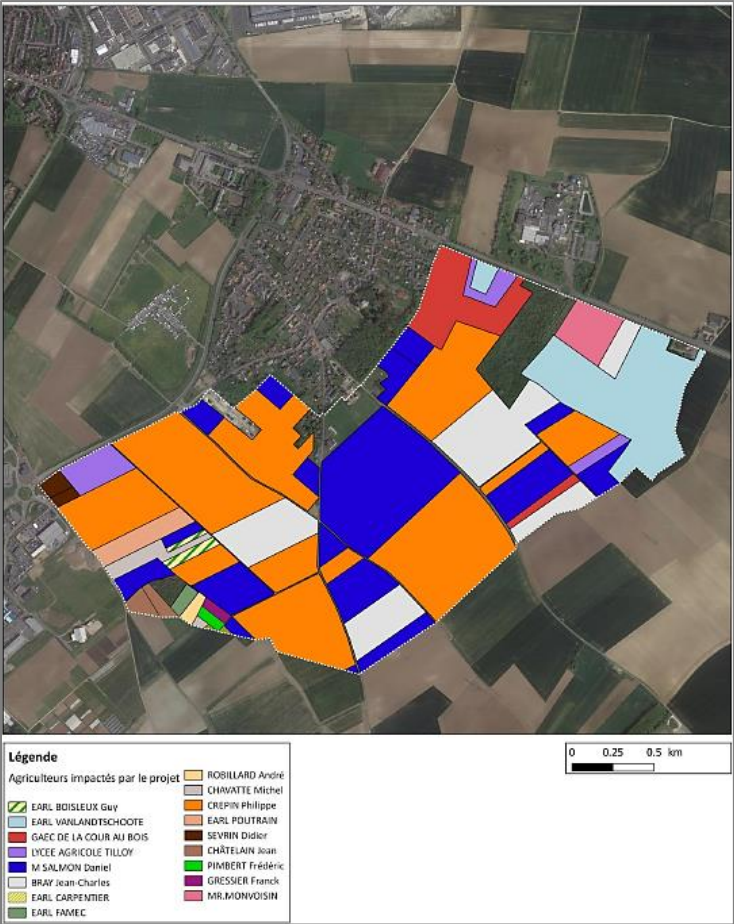 0 0.25 0.5 km
Légende
Agriculteurs impactés par le projet
EARL BOISLEUX Guy
EARL VANLANDTSCHOOTE
GAEC DE LA COUR AU BOIS
LYCEE AGRICOLE TILLOY
M SALMON Daniel
BRAY Jean-Charles
EARL CARPENTIER
EARL FAMEC
ROBILLARD André
CHAVATTE Michel
CREPIN Philippe
EARL POUTRAIN
SEVRIN Didier
CHÂTELAIN Jean
PIMBERT Frédéric
GRESSIER Franck
MR.MONVOISIN